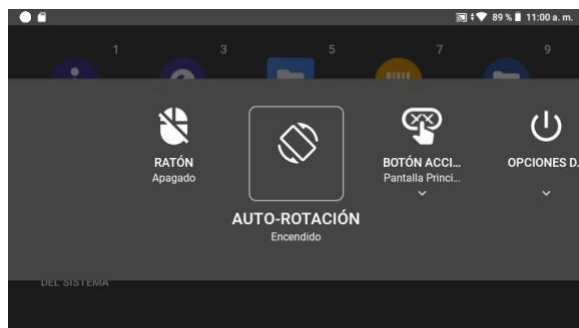 89 % 11:00 a. m.
1 3 5 7 9
RATÓN
Apagado
AUTO-ROTACIÓN
Encendido
BOTÓN ACCI...
Pantalla Princi...
OPCIONES D.
DEL SISTEMA